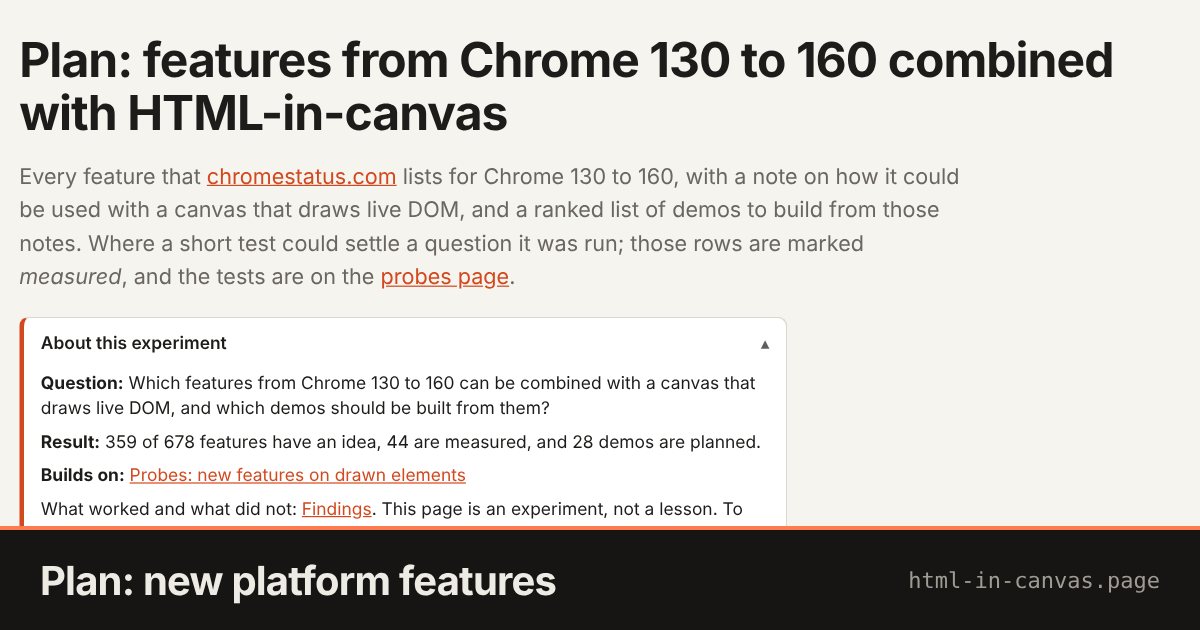 Plan: features from Chrome 130 to 160 combined
with HTML-in-canvas
Every feature that chromestatus.com lists for Chrome 130 to 160, with a note on how it could
be used with a canvas that draws live DOM, and a ranked list of demos to build from those
notes. Where a short test could settle a question it was run; those rows are marked
measured, and the tests are on the probes page.
About this experiment ▲
Question: Which features from Chrome 130 to 160 can be combined with a canvas that
draws live DOM, and which demos should be built from them?
Result: 359 of 678 features have an idea, 44 are measured, and 28 demos are planned.
Builds on: Probes: new features on drawn elements
What worked and what did not: Findings. This page is an experiment, not a lesson. To
Plan: new platform features
html-in-canvas.page